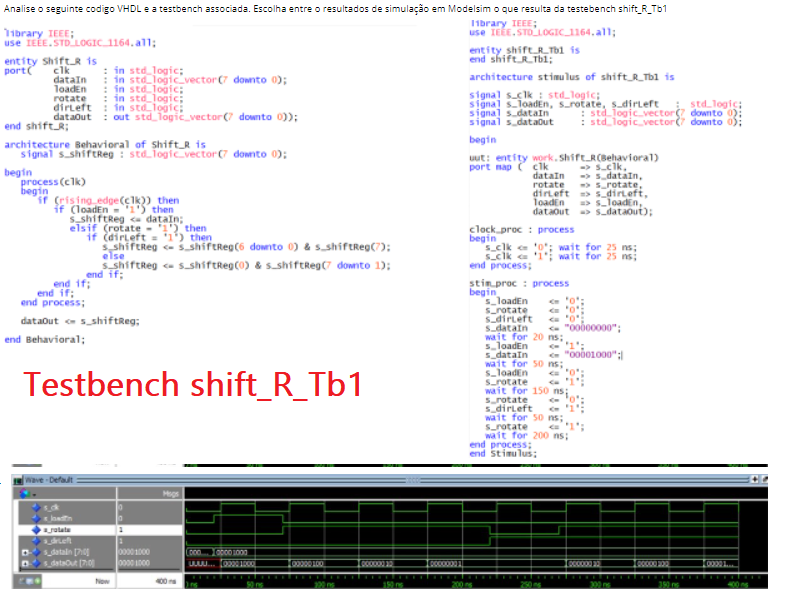 Analise o seguinte codigo VHDL e a testbench associada. Escolha entre o resultados de simulação em Modelsim o que resulta da testebench shift_R_Tb1
library IEEE;
use IEEE.STD_LOGIC_1164.all;
entity Shift_R is
port( clk : in std_logic;
dataIn : in std_logic_vector(7 downto 0);
loadEn : in std_logic;
rotate : in std_logic;
dirLeft : in std_logic;
dataOut : out std_logic_vector(7 downto 0));
end shift_R;
architecture Behavioral of Shift_R is
signal s_shiftReg : std_logic_vector(7 downto 0);
begin
process(clk)
begin
if (rising_edge(clk)) then
if (loadEn = '1') then
s_shiftReg <= dataIn;
elsif (rotate = '1') then
if (dirLeft = '1') then
s_shiftReg <= s_shiftReg(6 downto 0) & s_shiftReg(7);
else
s_shiftReg <= s_shiftReg(0) & s_shiftReg(7 downto 1);
end if;
end if;
end if;
end process;
dataOut <= s_shiftReg;
end Behavioral;
Testbench shift_R_Tb1
library IEEE;
use IEEE.STD_LOGIC_1164.all;
entity shift_R_Tb1 is
end shift_R_Tb1;
architecture stimulus of shift_R_Tb1 is
signal s_clk : std_logic;
signal s_loadEn, s_rotate, s_dirLeft : std_logic;
signal s_dataIn : std_logic_vector(7 downto 0);
signal s_dataOut : std_logic_vector(7 downto 0);
begin
uut: entity work.Shift_R(Behavioral)
port map ( clk => s_clk,
dataIn => s_dataIn,
rotate => s_rotate,
dirLeft => s_dirLeft,
loadEn => s_loadEn,
dataOut => s_dataOut);
clock_proc : process
begin
s_clk <= '0'; wait for 25 ns;
s_clk <= '1'; wait for 25 ns;
end process;
stim_proc : process
begin
s_loadEn <= '0';
s_rotate <= '0';
s_dirLeft <= '0';
s_dataIn <= "00000000";
wait for 20 ns;
s_loadEn <= '1';
s_dataIn <= "00001000";
wait for 50 ns;
s_loadEn <= '0';
s_rotate <= '1';
wait for 150 ns;
s_rotate <= '0';
s_dirLeft <= '1';
wait for 50 ns;
s_rotate <= '1';
wait for 200 ns;
end process;
end Stimulus;
Wave - Default
Msgs
s_clk 0
s_loadEn 0
s_rotate 1
s_dirLeft 1
s_dataIn [7:0] 00001000 000... 00001000
s_dataOut [7:0] 00001000 UUUU... 00001000 00000100 00000010 00000001 00000010 00000100 00001...
Now 400 ns ns 50 ns 100 ns 150 ns 200 ns 250 ns 300 ns 350 ns 400 ns